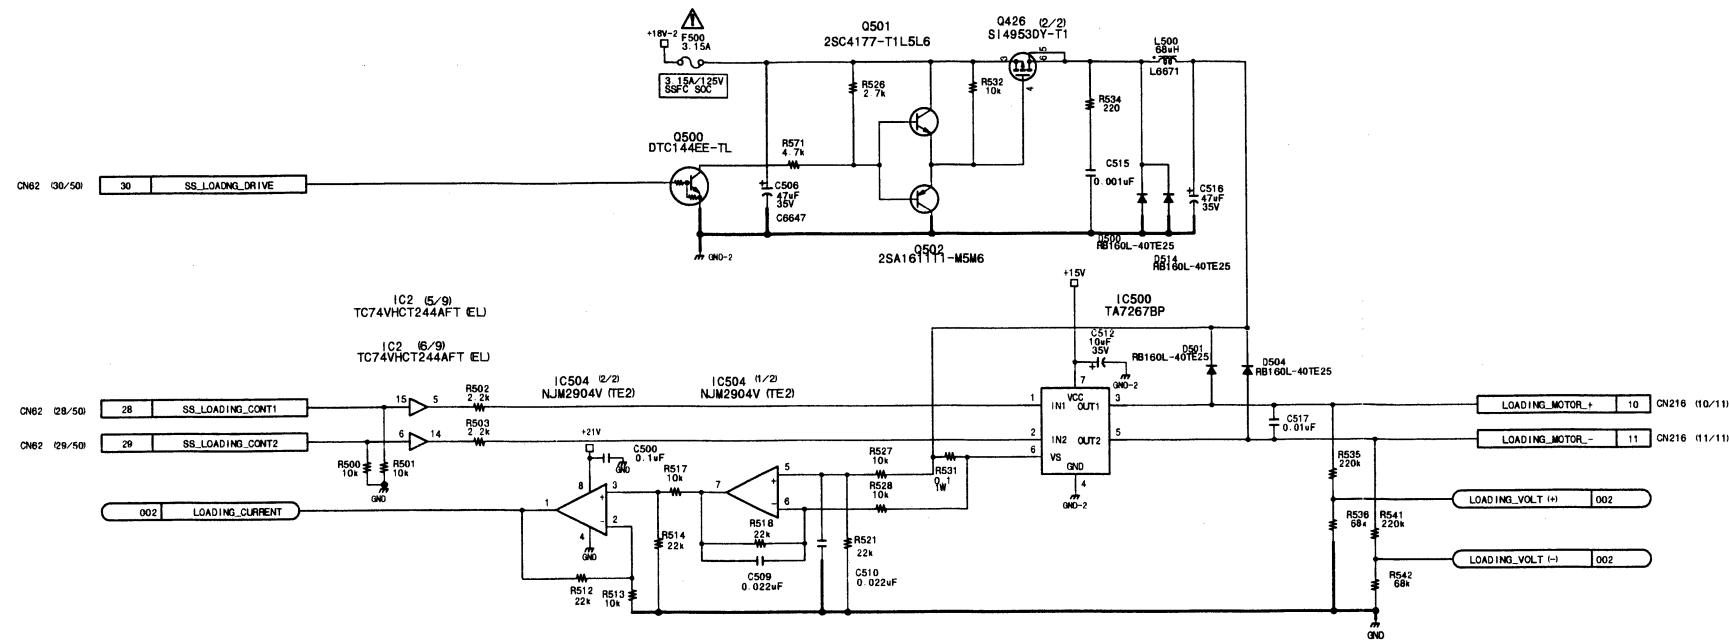 +18V-2
F500
3.15A
3.15A/125V
SSFC SOC
Q501
2SC4177-T1L5L6
Q426 (2/2)
SI4953DY-T1
3
5
6
4
L500
68uH
L6671
R526
2.7k
R532
10k
R534
220
Q500
DTC144EE-TL
R571
4.7k
C515
0.001uF
CN62 (30/50)
30
SS_LOADNG_DRIVE
C506
47uF
35V
C6647
C516
47uF
35V
GND-2
Q502
2SA161111-M5M6
D500
RB160L-40TE25
D514
RB160L-40TE25
+15V
IC2 (5/9)
TC74VHCT244AFT (EL)
IC500
TA7267BP
IC2 (6/9)
TC74VHCT244AFT (EL)
C512
10uF
35V
GND-2
D501
RB160L-40TE25
D504
RB160L-40TE25
IC504 (2/2)
NJM2904V (TE2)
IC504 (1/2)
NJM2904V (TE2)
CN62 (28/50)
28
SS_LOADING_CONT1
15
5
R502
2.2k
1
IN1
VCC
7
OUT1
3
LOADING_MOTOR_+
10
CN216 (10/11)
C517
0.01uF
CN62 (29/50)
29
SS_LOADING_CONT2
6
14
R503
2.2k
2
IN2
OUT2
5
LOADING_MOTOR_-
11
CN216 (11/11)
6
VS
GND
4
GND-2
+21V
C500
0.1uF
GND
R500
10k
R501
10k
GND
R517
10k
R527
10k
R528
10k
R531
0.1
1W
R535
220k
002
LOADING_CURRENT
1
8
3
2
4
GND
7
5
6
LOADING_VOLT (+)
002
R514
22k
R518
22k
R521
22k
R536
68k
R541
220k
C509
0.022uF
C510
0.022uF
LOADING_VOLT (-)
002
R512
22k
R513
10k
R542
68k
GND